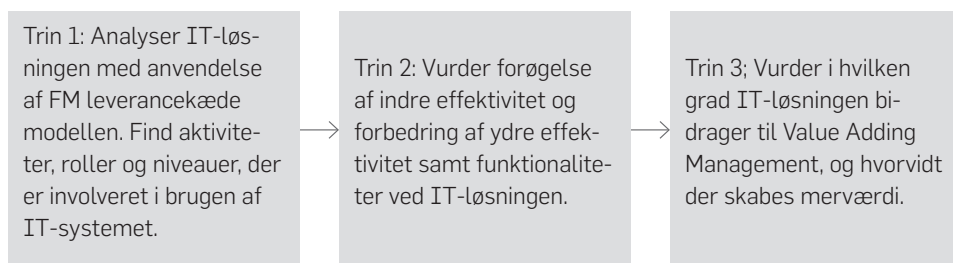 Trin 1: Analyser IT-løs-
ningen med anvendelse
af FM leverancekæde
modellen. Find aktivite-
ter, roller og niveauer, der
er involveret i brugen af
IT-systemet.
Trin 2: Vurder forøgelse
af indre effektivitet og
forbedring af ydre effek-
tivitet samt funktionalite-
ter ved IT-løsningen.
Trin 3; Vurder i hvilken
grad IT-løsningen bi-
drager til Value Adding
Management, og hvorvidt
der skabes merværdi.